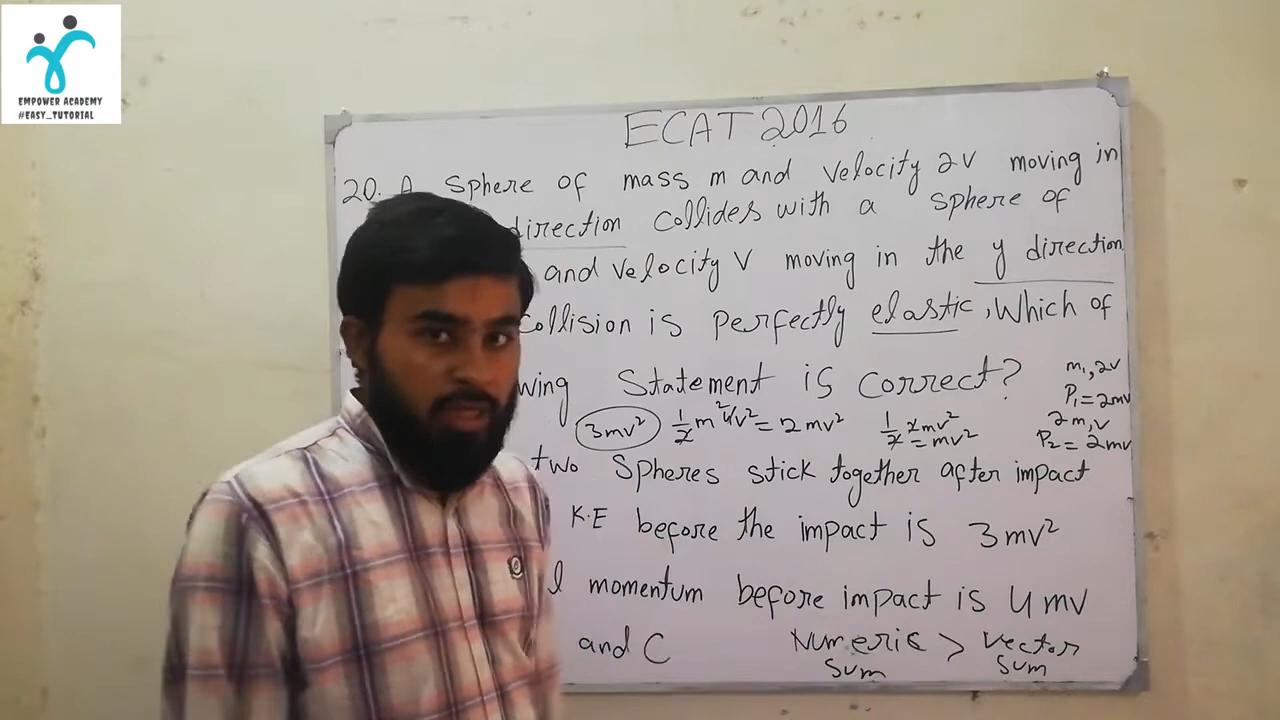 EMPOWER ACADEMY
#EASY_TUTORIAL
ECAT 2016
20. A Sphere of mass m and velocity 2V moving in
direction collides with a sphere of
and velocity V moving in the y direction
collision is perfectly elastic, Which of
wing Statement is correct?
m₁, 2v
P₁ = 2mv
3mv² ½ m 4v² = 2mv² ½ 2mv² = mv²
2m, v
P₂ = 2mv
two Spheres stick together after impact
K.E before the impact is 3mv²
l momentum before impact is 4mv
and C
Numeric sum > Vector sum